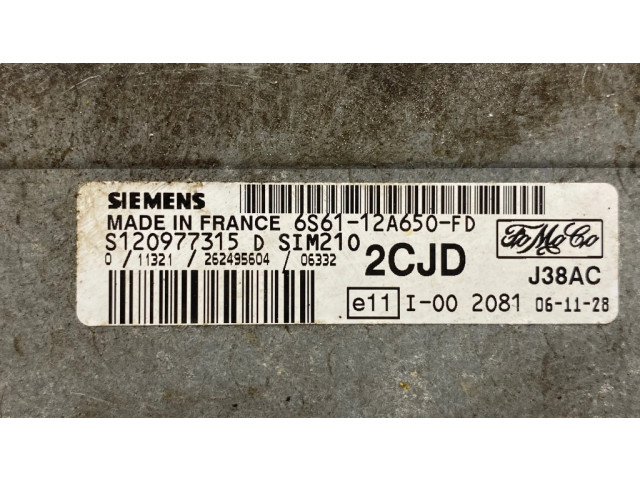 SIEMENS
MADE IN FRANCE 6S61-12A650-FD
S120977315 D SIM210
0 / 11321 / 262495604 / 06332
2CJD
FoMoCo
J38AC
e11 I-00 2081 06-11-28